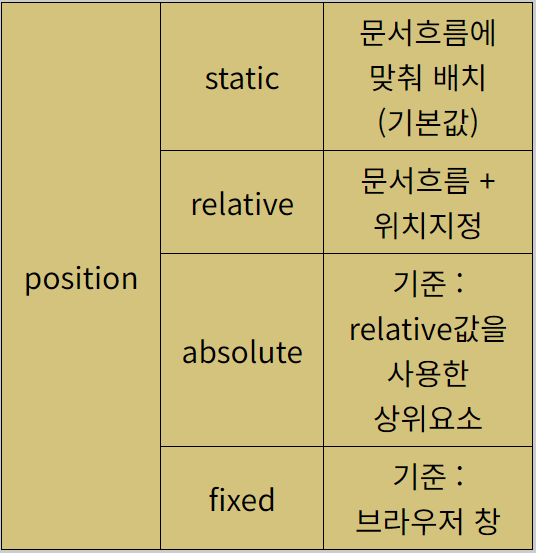 position
static
문서흐름에
맞춰 배치
(기본값)
relative
문서흐름 +
위치지정
absolute
기준 :
relative값을
사용한
상위요소
fixed
기준 :
브라우저 창